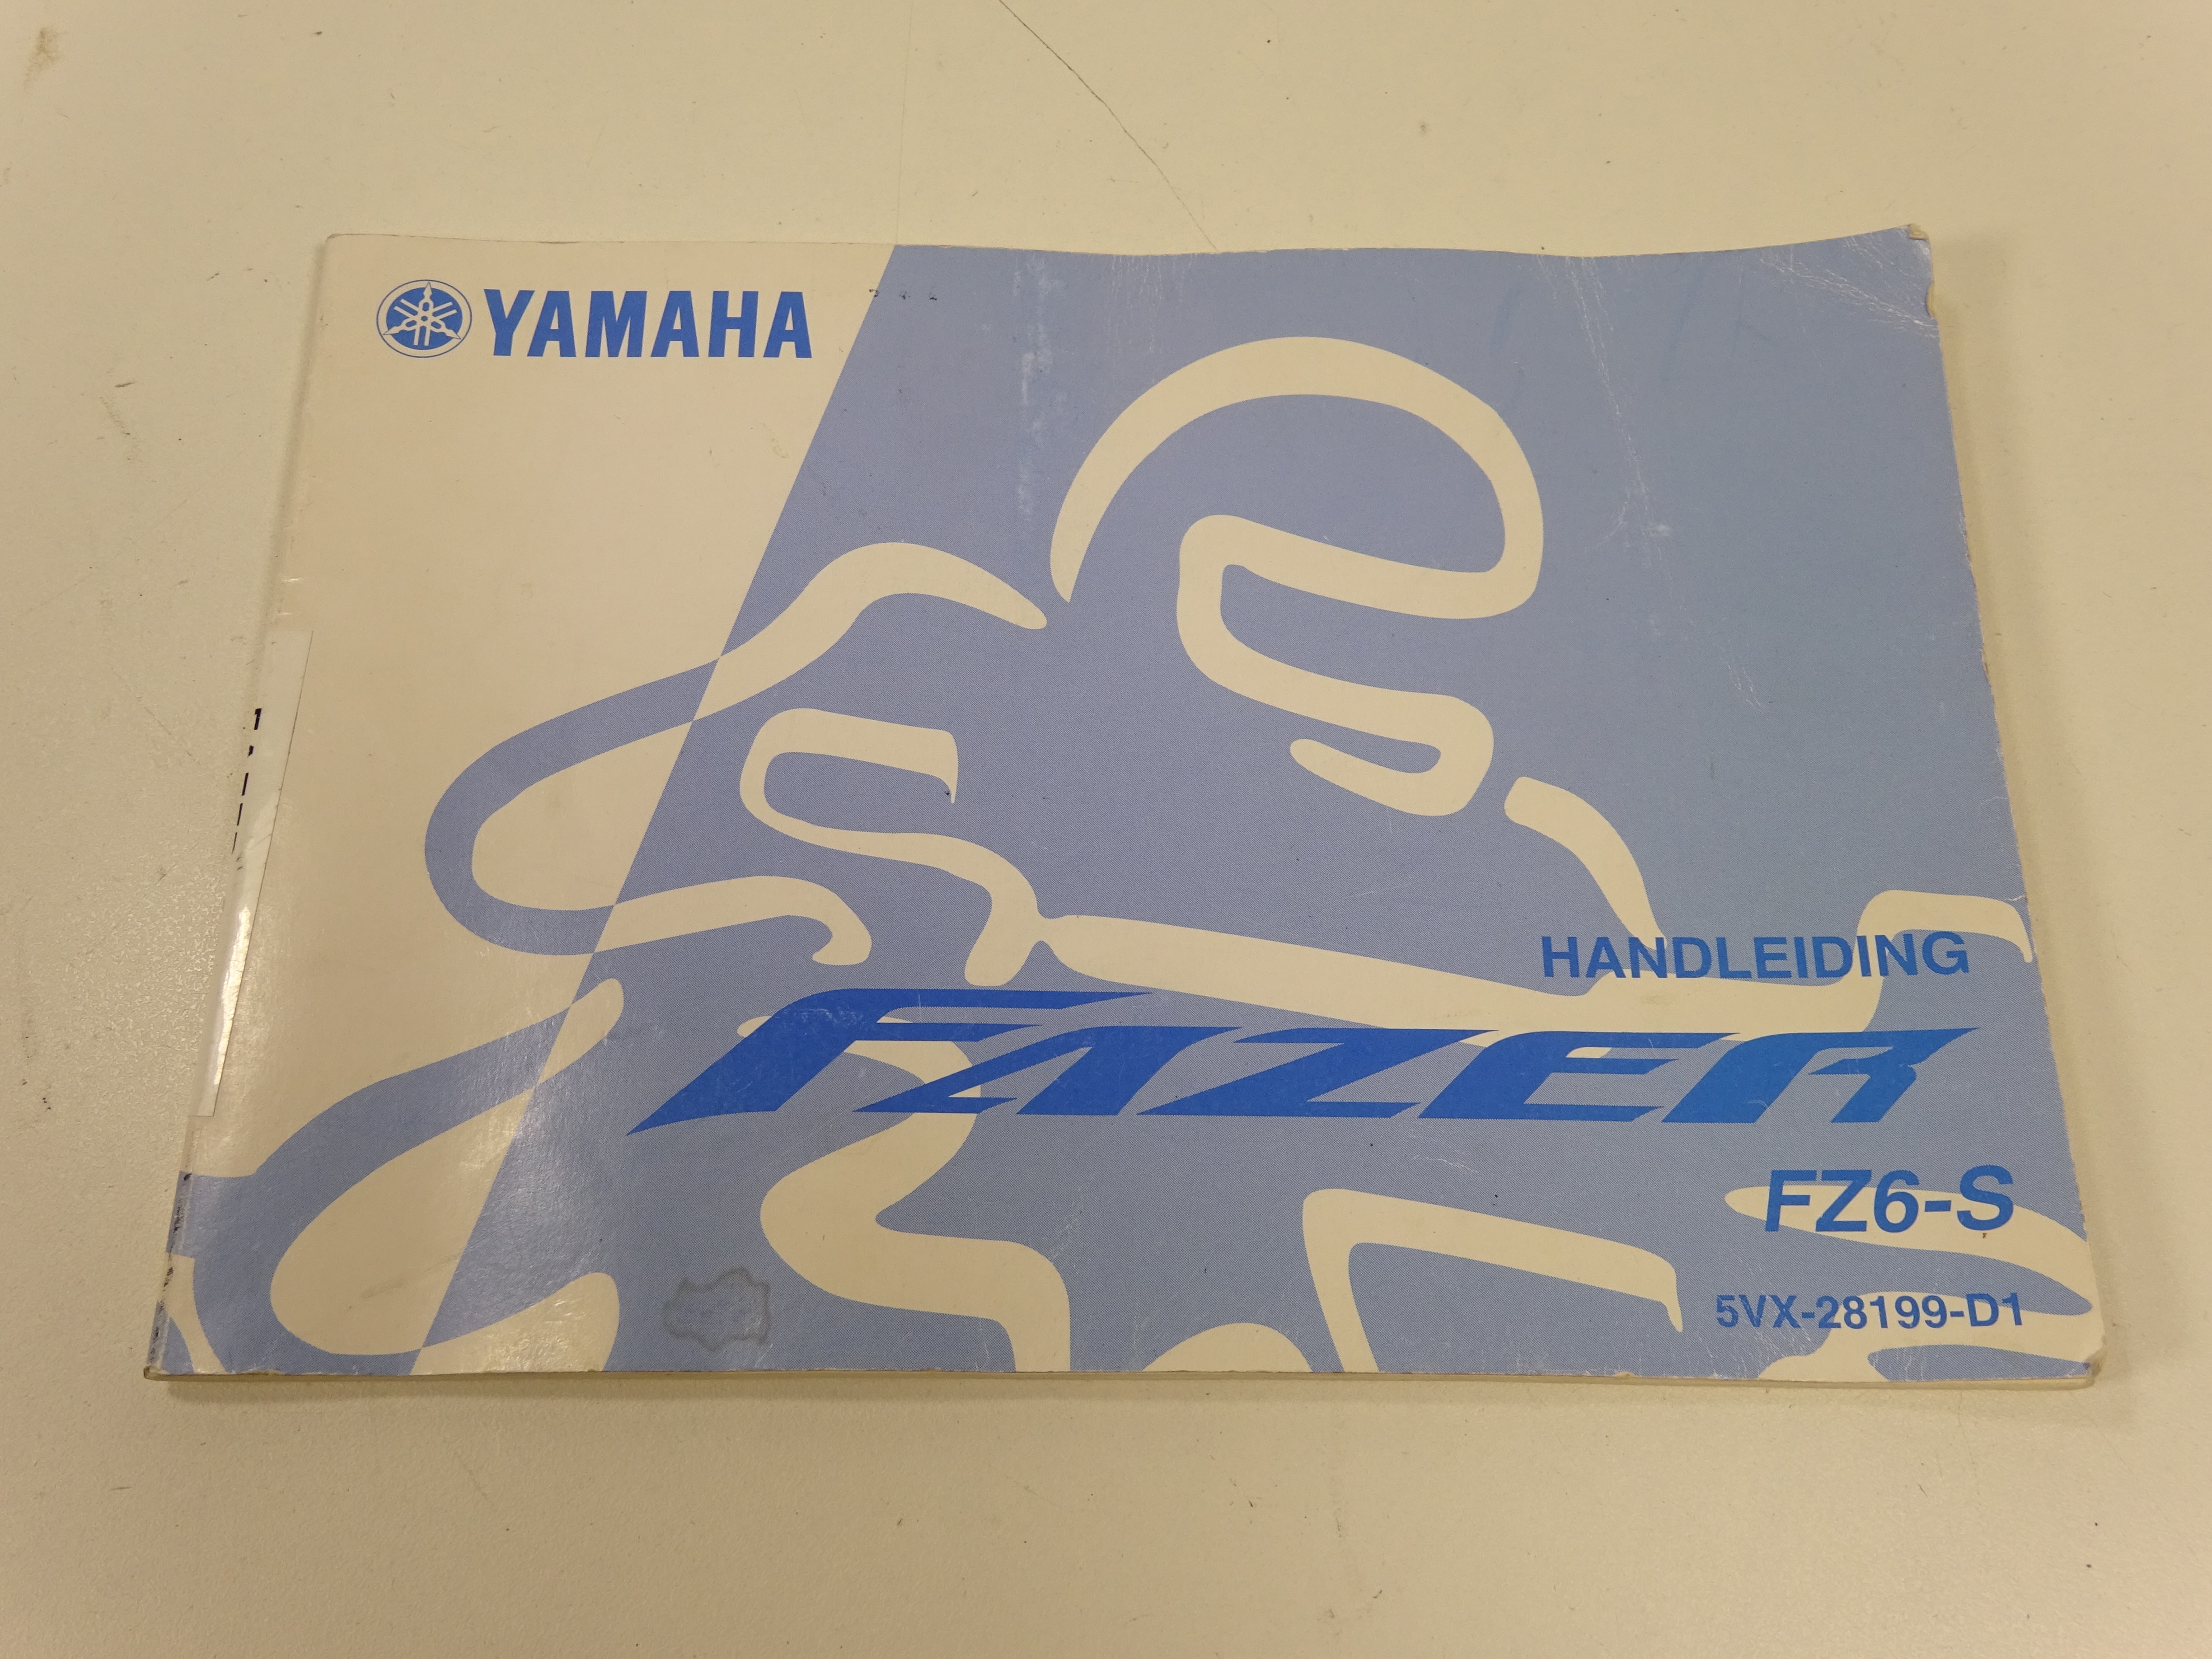 YAMAHA
HANDLEIDING
FAZER
FZ6-S
5VX-28199-D1